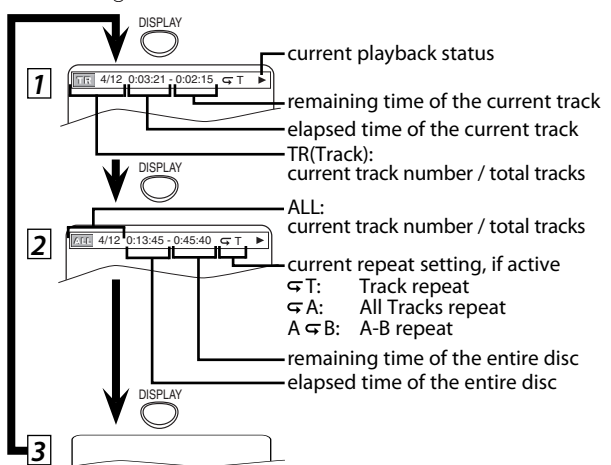 DISPLAY
current playback status
1
TR 4/12 0:03:21 - 0:02:15 T
remaining time of the current track
elapsed time of the current track
TR(Track):
current track number / total tracks
DISPLAY
ALL:
current track number / total tracks
2
ALL 4/12 0:13:45 - 0:45:40 T
current repeat setting, if active
T: Track repeat
A: All Tracks repeat
A B: A-B repeat
remaining time of the entire disc
elapsed time of the entire disc
DISPLAY
3